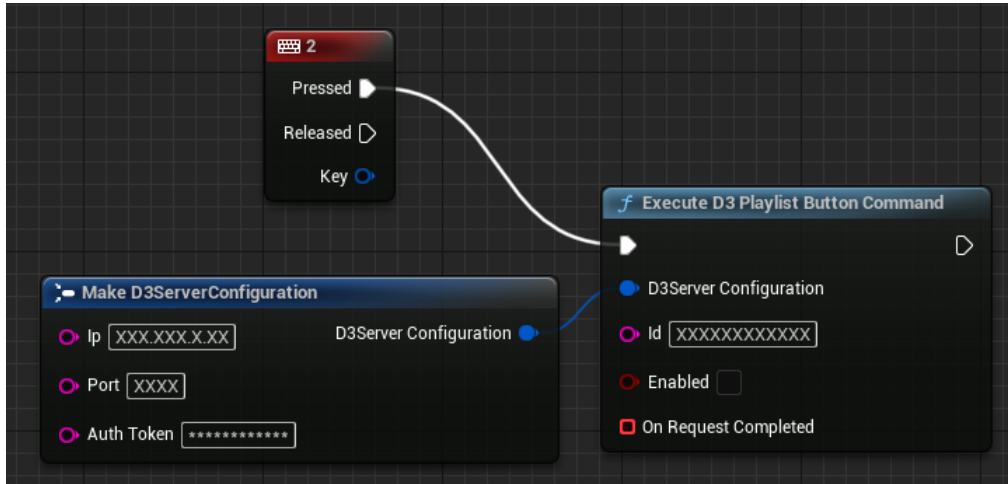 2
Pressed
Released
Key
f Execute D3 Playlist Button Command
Make D3ServerConfiguration
D3Server Configuration
Ip XXX.XXX.X.XX
D3Server Configuration
Id XXXXXXXXXXXX
Port XXXX
Enabled
Auth Token ************
On Request Completed